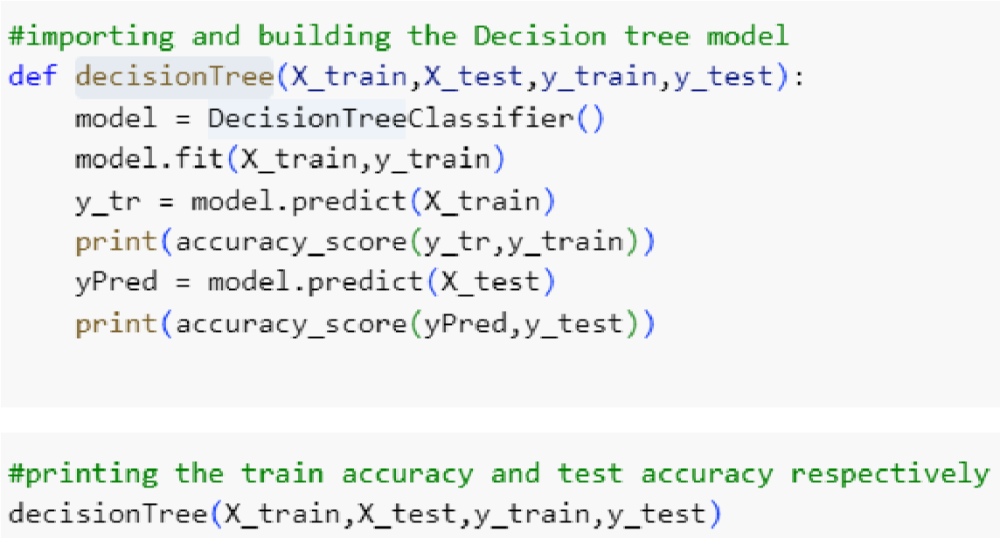 #importing and building the Decision tree model
def decisionTree(X_train,X_test,y_train,y_test):
    model = DecisionTreeClassifier()
    model.fit(X_train,y_train)
    y_tr = model.predict(X_train)
    print(accuracy_score(y_tr,y_train))
    yPred = model.predict(X_test)
    print(accuracy_score(yPred,y_test))
#printing the train accuracy and test accuracy respectively
decisionTree(X_train,X_test,y_train,y_test)